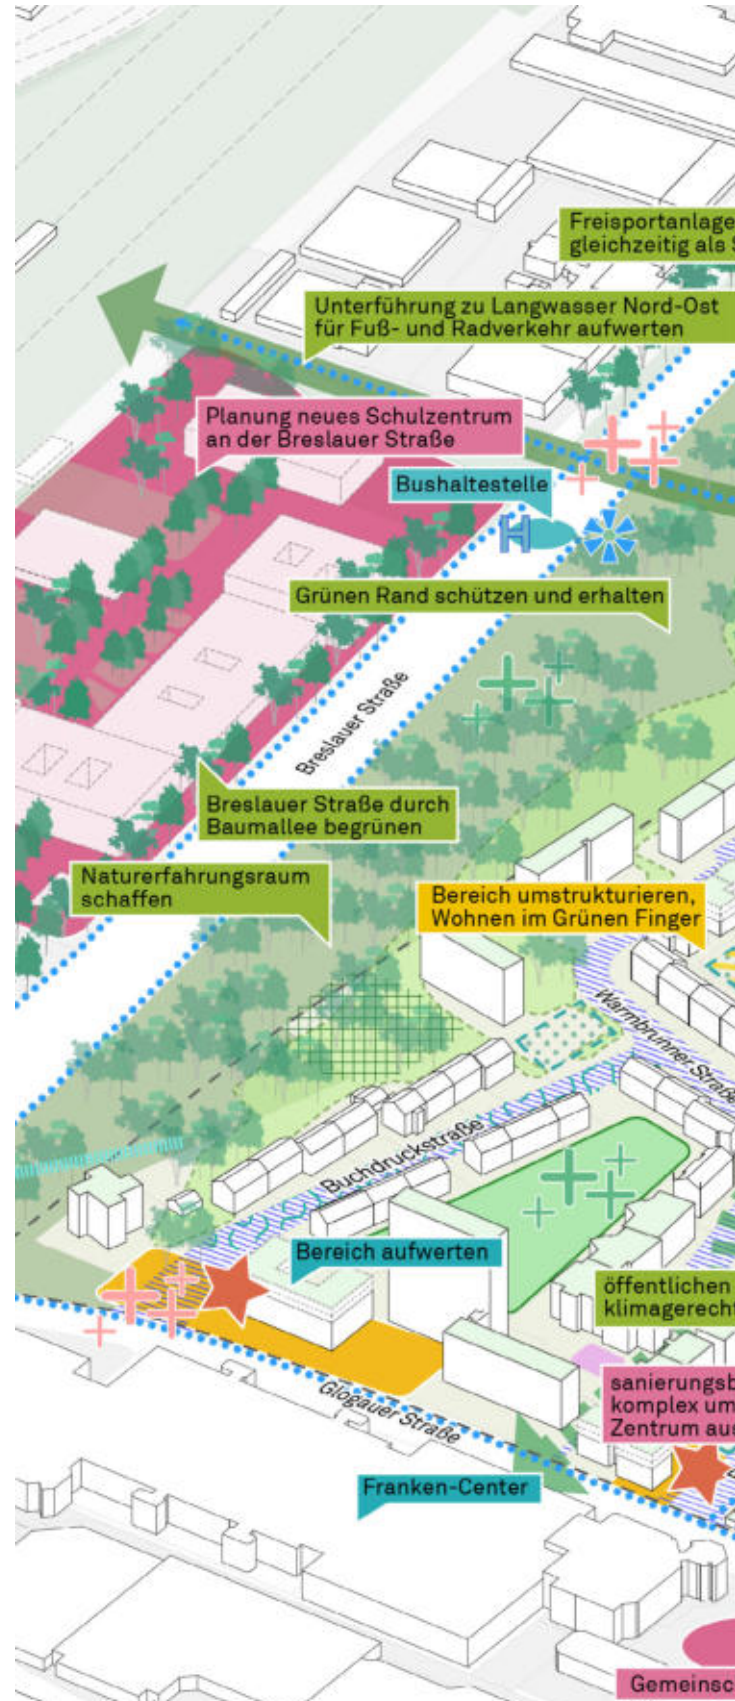 Freisportanlage
gleichzeitig als
Unterführung zu Langwasser Nord-Ost
für Fuß- und Radverkehr aufwerten
Planung neues Schulzentrum
an der Breslauer Straße
Bushaltestelle
H
Grünen Rand schützen und erhalten
Breslauer Straße
Breslauer Straße durch
Baumallee begrünen
Naturerfahrungsraum
schaffen
Bereich umstrukturieren,
Wohnen im Grünen Finger
Warmbrunner Straße
Buchdruckstraße
Bereich aufwerten
öffentlichen
klimagerecht
sanierungsb
komplex um
Zentrum aus
Glogauer Straße
Franken-Center
Gemeinsc